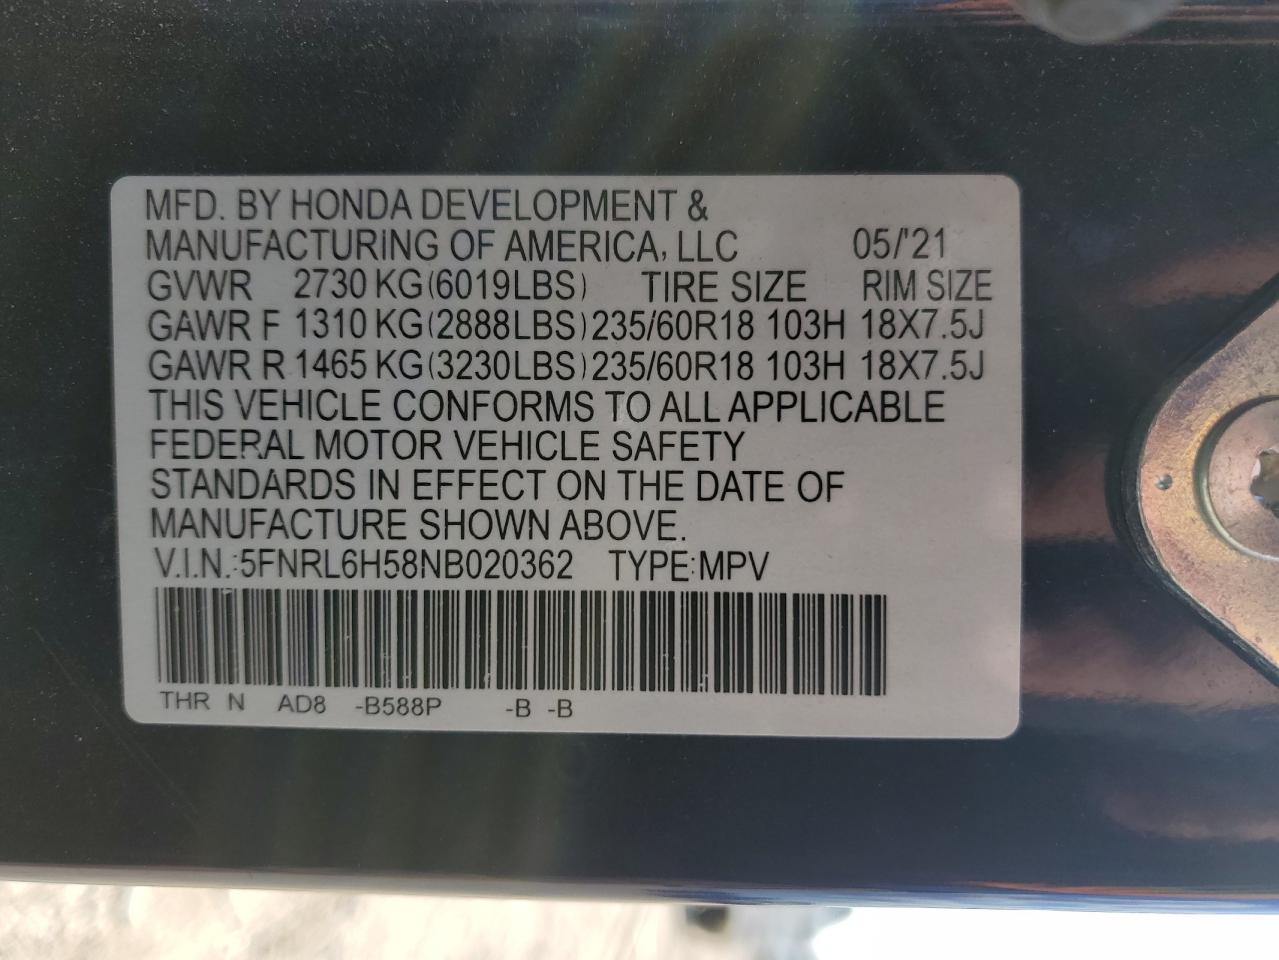 MFD. BY HONDA DEVELOPMENT &
MANUFACTURING OF AMERICA, LLC 05/'21
GVWR 2730 KG(6019LBS) TIRE SIZE RIM SIZE
GAWR F 1310 KG(2888LBS) 235/60R18 103H 18X7.5J
GAWR R 1465 KG(3230LBS) 235/60R18 103H 18X7.5J
THIS VEHICLE CONFORMS TO ALL APPLICABLE
FEDERAL MOTOR VEHICLE SAFETY
STANDARDS IN EFFECT ON THE DATE OF
MANUFACTURE SHOWN ABOVE.
V.I.N.:5FNRL6H58NB020362 TYPE:MPV
THR N AD8 -B588P -B -B